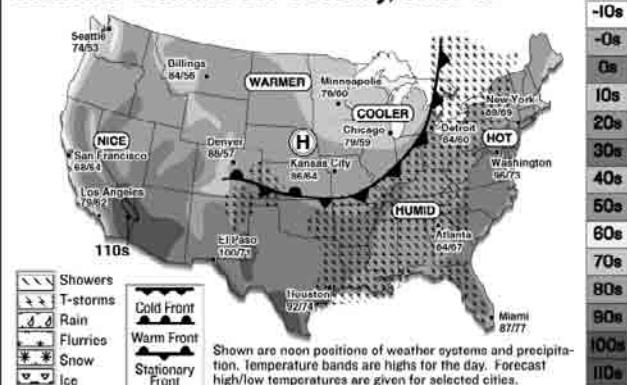 Seattle
74/53
Billings
84/56
WARMER
Minneapolis
76/60
COOLER
New York
89/69
Chicago
79/59
Detroit
84/60
HOT
NICE
Denver
88/57
H
Kansas City
86/64
Washington
96/73
San Francisco
68/54
Los Angeles
79/62
HUMID
Atlanta
84/67
110s
El Paso
100/71
Houston
92/74
Miami
87/77
Showers
T-storms
Rain
Flurries
Snow
Ice
Cold Front
Warm Front
Stationary
Front
Shown are noon positions of weather systems and precipita-
tion. Temperature bands are highs for the day. Forecast
high/low temperatures are given for selected cities.
-10s
-0s
0s
10s
20s
30s
40s
50s
60s
70s
80s
90s
100s
110s